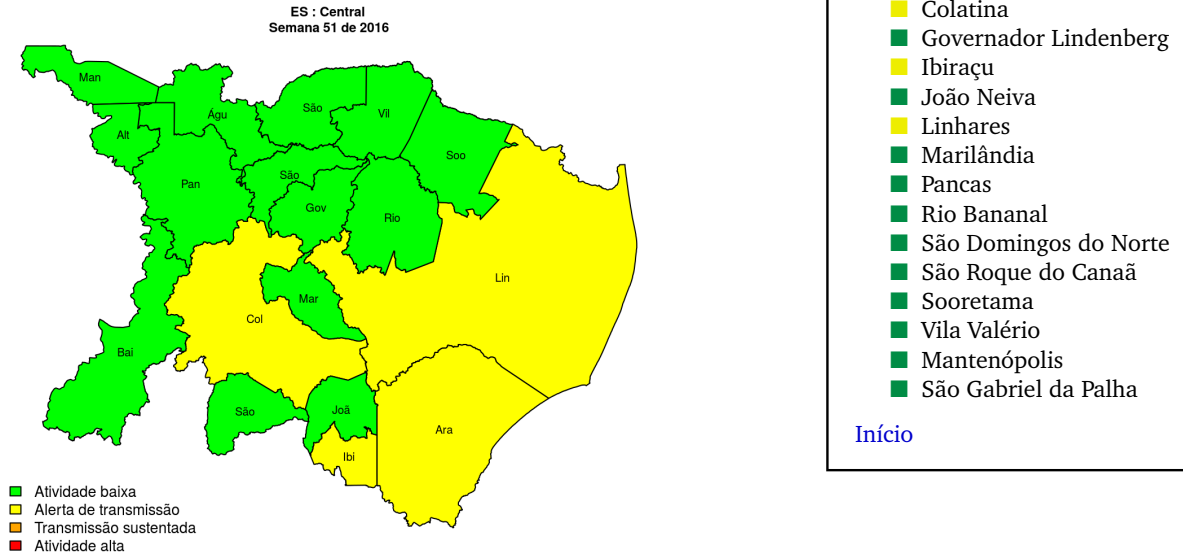 ES : Central
Semana 51 de 2016
Man
Águ
São
Vil
Alt
Soo
São
Pan
Gov
Rio
Lin
Mar
Col
Bai
São
Joã
Ara
Ibi
Atividade baixa
Alerta de transmissão
Transmissão sustentada
Atividade alta
Colatina
Governador Lindenberg
Ibiraçu
João Neiva
Linhares
Marilândia
Pancas
Rio Bananal
São Domingos do Norte
São Roque do Canaã
Sooretama
Vila Valério
Mantenópolis
São Gabriel da Palha
Início